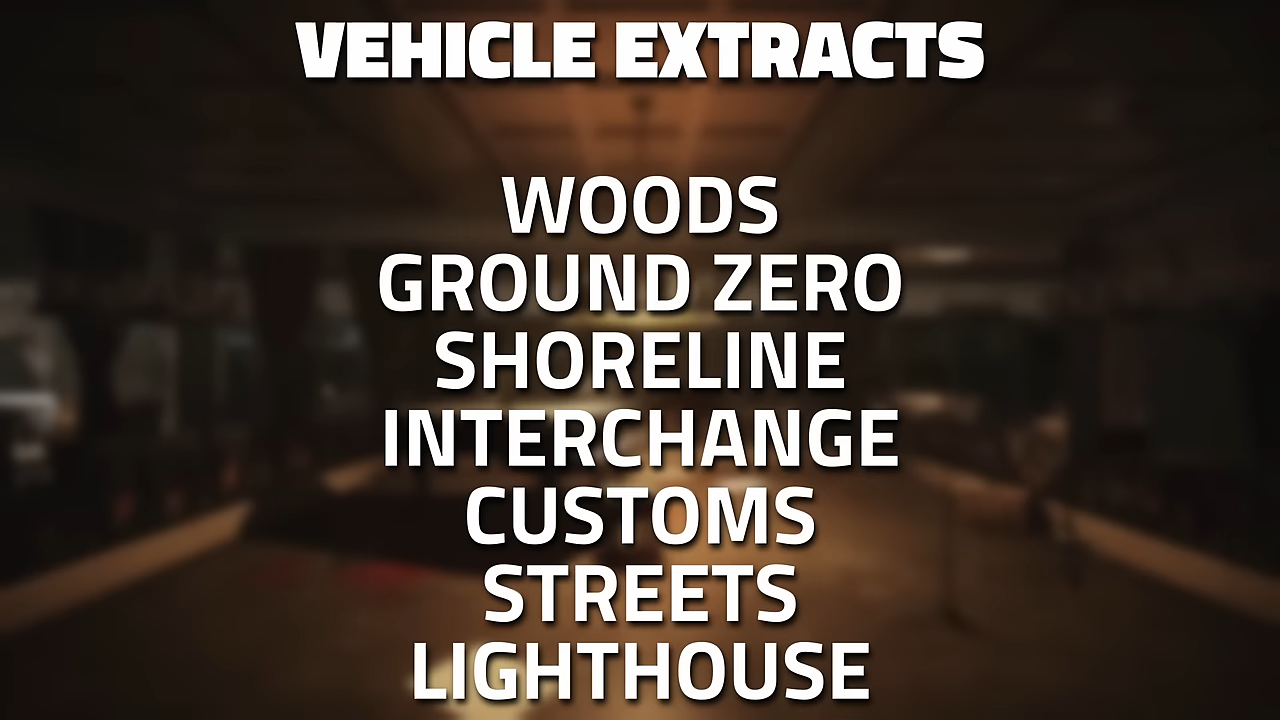 VEHICLE EXTRACTS
WOODS
GROUND ZERO
SHORELINE
INTERCHANGE
CUSTOMS
STREETS
LIGHTHOUSE